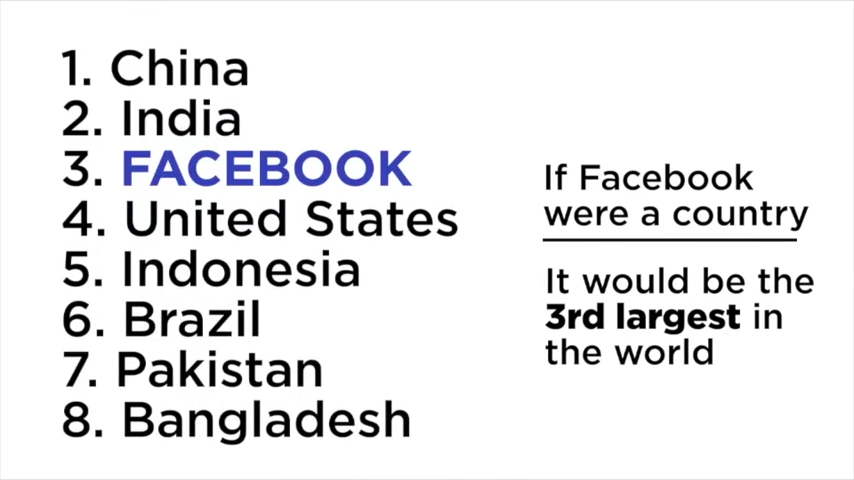 1. China
2. India
3. FACEBOOK
4. United States
5. Indonesia
6. Brazil
7. Pakistan
8. Bangladesh
If Facebook
were a country
It would be the
3rd largest in
the world